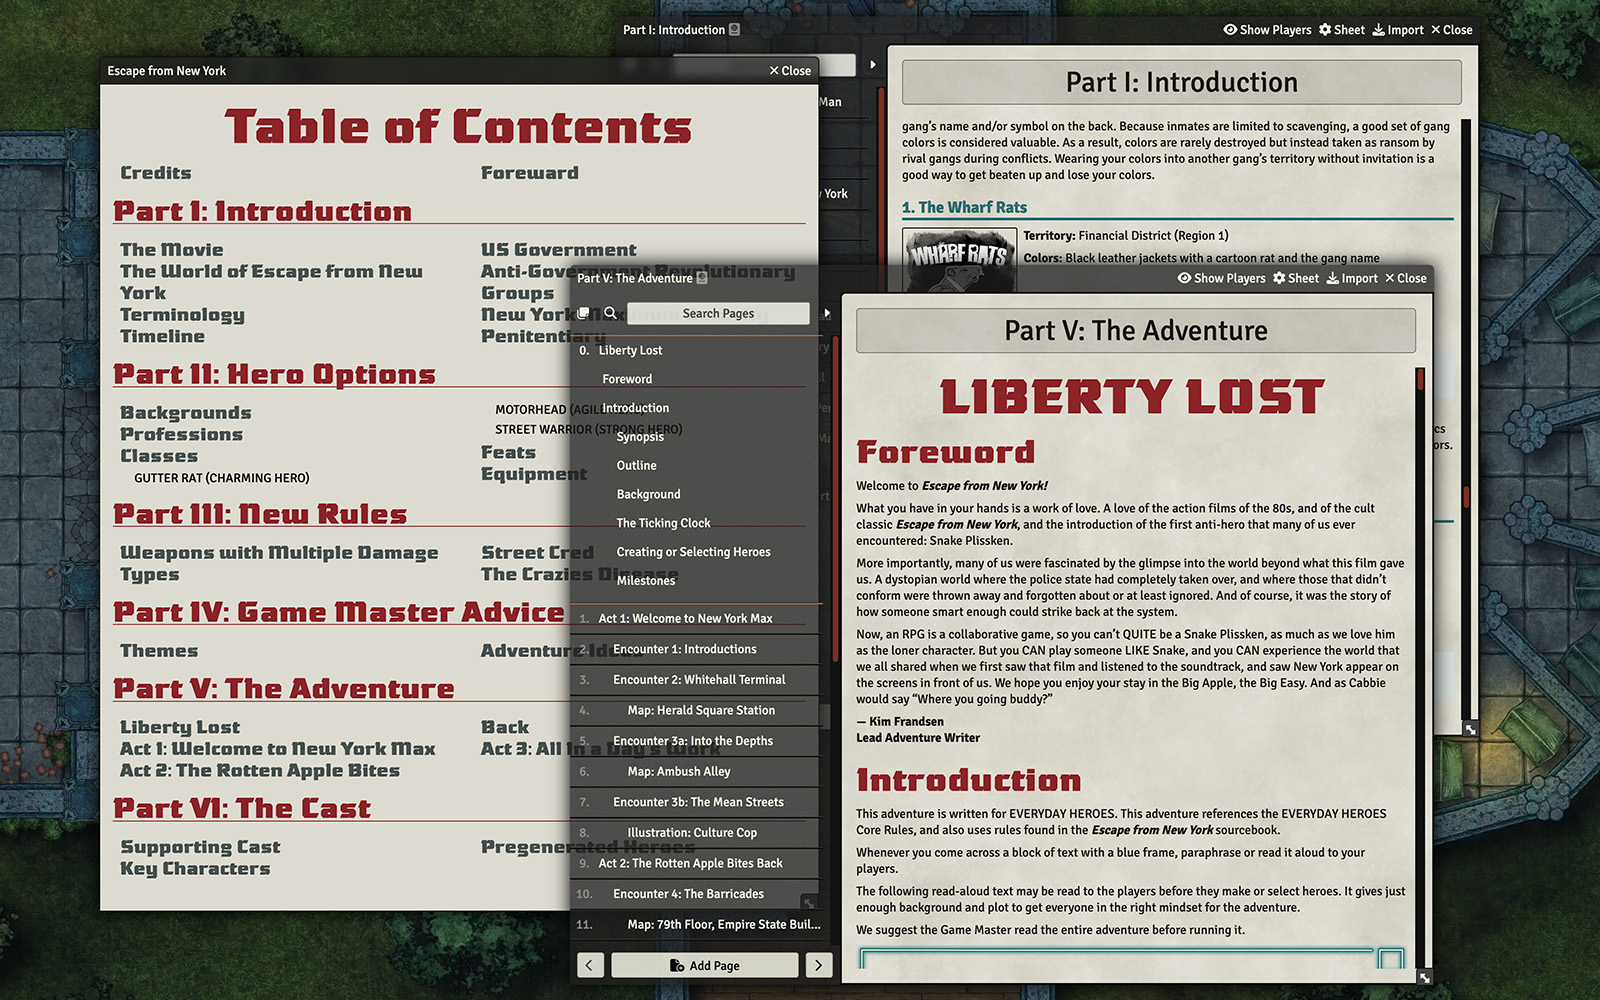 Part I: Introduction
Show Players
Sheet
Import
Close
Escape from New York
Close
Man
York
Table of Contents
Credits
Foreward
Part I: Introduction
The Movie
The World of Escape from New
York
Terminology
Timeline
US Government
Anti-Government Revolutionary
Groups
New York Maximum Security
Penitentiary
Part II: Hero Options
Backgrounds
Professions
Classes
GUTTER RAT (CHARMING HERO)
MOTORHEAD (AGILE HERO)
STREET WARRIOR (STRONG HERO)
Feats
Equipment
Part III: New Rules
Weapons with Multiple Damage
Types
Street Cred
The Crazies Disease
Part IV: Game Master Advice
Themes
Adventure Ideas
Part V: The Adventure
Liberty Lost
Act 1: Welcome to New York Max
Act 2: The Rotten Apple Bites
Back
Act 3: All In a Day's Work
Part VI: The Cast
Supporting Cast
Key Characters
Pregenerated Heroes
Part I: Introduction
gang's name and/or symbol on the back. Because inmates are limited to scavenging, a good set of gang
colors is considered valuable. As a result, colors are rarely destroyed but instead taken as ransom by
rival gangs during conflicts. Wearing your colors into another gang's territory without invitation is a
good way to get beaten up and lose your colors.
1. The Wharf Rats
WHARF RATS
Territory: Financial District (Region 1)
Colors: Black leather jackets with a cartoon rat and the gang name
cs
ors.
Part V: The Adventure
Show Players
Sheet
Import
Close
Search Pages
0. Liberty Lost
Foreword
Introduction
Synopsis
Outline
Background
The Ticking Clock
Creating or Selecting Heroes
Milestones
1. Act 1: Welcome to New York Max
2. Encounter 1: Introductions
3. Encounter 2: Whitehall Terminal
4. Map: Herald Square Station
5. Encounter 3a: Into the Depths
6. Map: Ambush Alley
7. Encounter 3b: The Mean Streets
8. Illustration: Culture Cop
9. Act 2: The Rotten Apple Bites Back
10. Encounter 4: The Barricades
11. Map: 79th Floor, Empire State Buil...
Add Page
Part V: The Adventure
LIBERTY LOST
Foreword
Welcome to Escape from New York!
What you have in your hands is a work of love. A love of the action films of the 80s, and of the cult
classic Escape from New York, and the introduction of the first anti-hero that many of us ever
encountered: Snake Plissken.
More importantly, many of us were fascinated by the glimpse into the world beyond what this film gave
us. A dystopian world where the police state had completely taken over, and where those that didn't
conform were thrown away and forgotten about or at least ignored. And of course, it was the story of
how someone smart enough could strike back at the system.
Now, an RPG is a collaborative game, so you can't QUITE be a Snake Plissken, as much as we love him
as the loner character. But you CAN play someone LIKE Snake, and you CAN experience the world that
we all shared when we first saw that film and listened to the soundtrack, and saw New York appear on
the screens in front of us. We hope you enjoy your stay in the Big Apple, the Big Easy. And as Cabbie
would say "Where you going buddy?"
— Kim Frandsen
Lead Adventure Writer
Introduction
This adventure is written for EVERYDAY HEROES. This adventure references the EVERYDAY HEROES
Core Rules, and also uses rules found in the Escape from New York sourcebook.
Whenever you come across a block of text with a blue frame, paraphrase or read it aloud to your
players.
The following read-aloud text may be read to the players before they make or select heroes. It gives just
enough background and plot to get everyone in the right mindset for the adventure.
We suggest the Game Master read the entire adventure before running it.